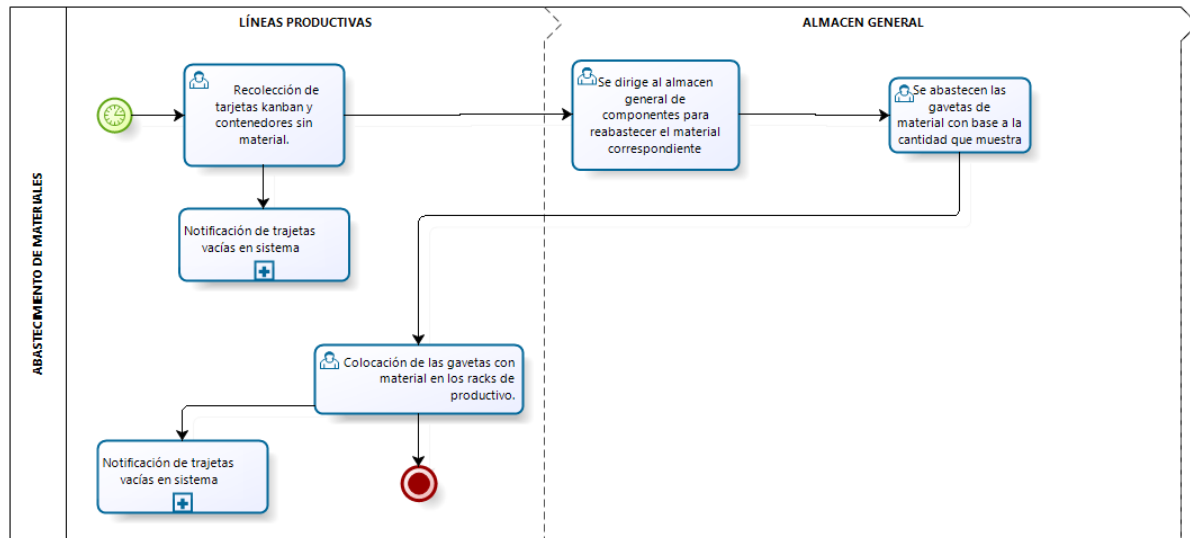 LÍNEAS PRODUCTIVAS
ALMACEN GENERAL
ABASTECIMIENTO DE MATERIALES
Recolección de
tarjetas kanban y
contenedores sin
material.
Se dirige al almacen
general de
componentes para
reabastecer el material
correspondiente
Se abastecen las
gavetas de
material con base a la
cantidad que muestra
Notificación de trajetas
vacías en sistema
Colocación de las gavetas con
material en los racks de
productivo.
Notificación de trajetas
vacías en sistema